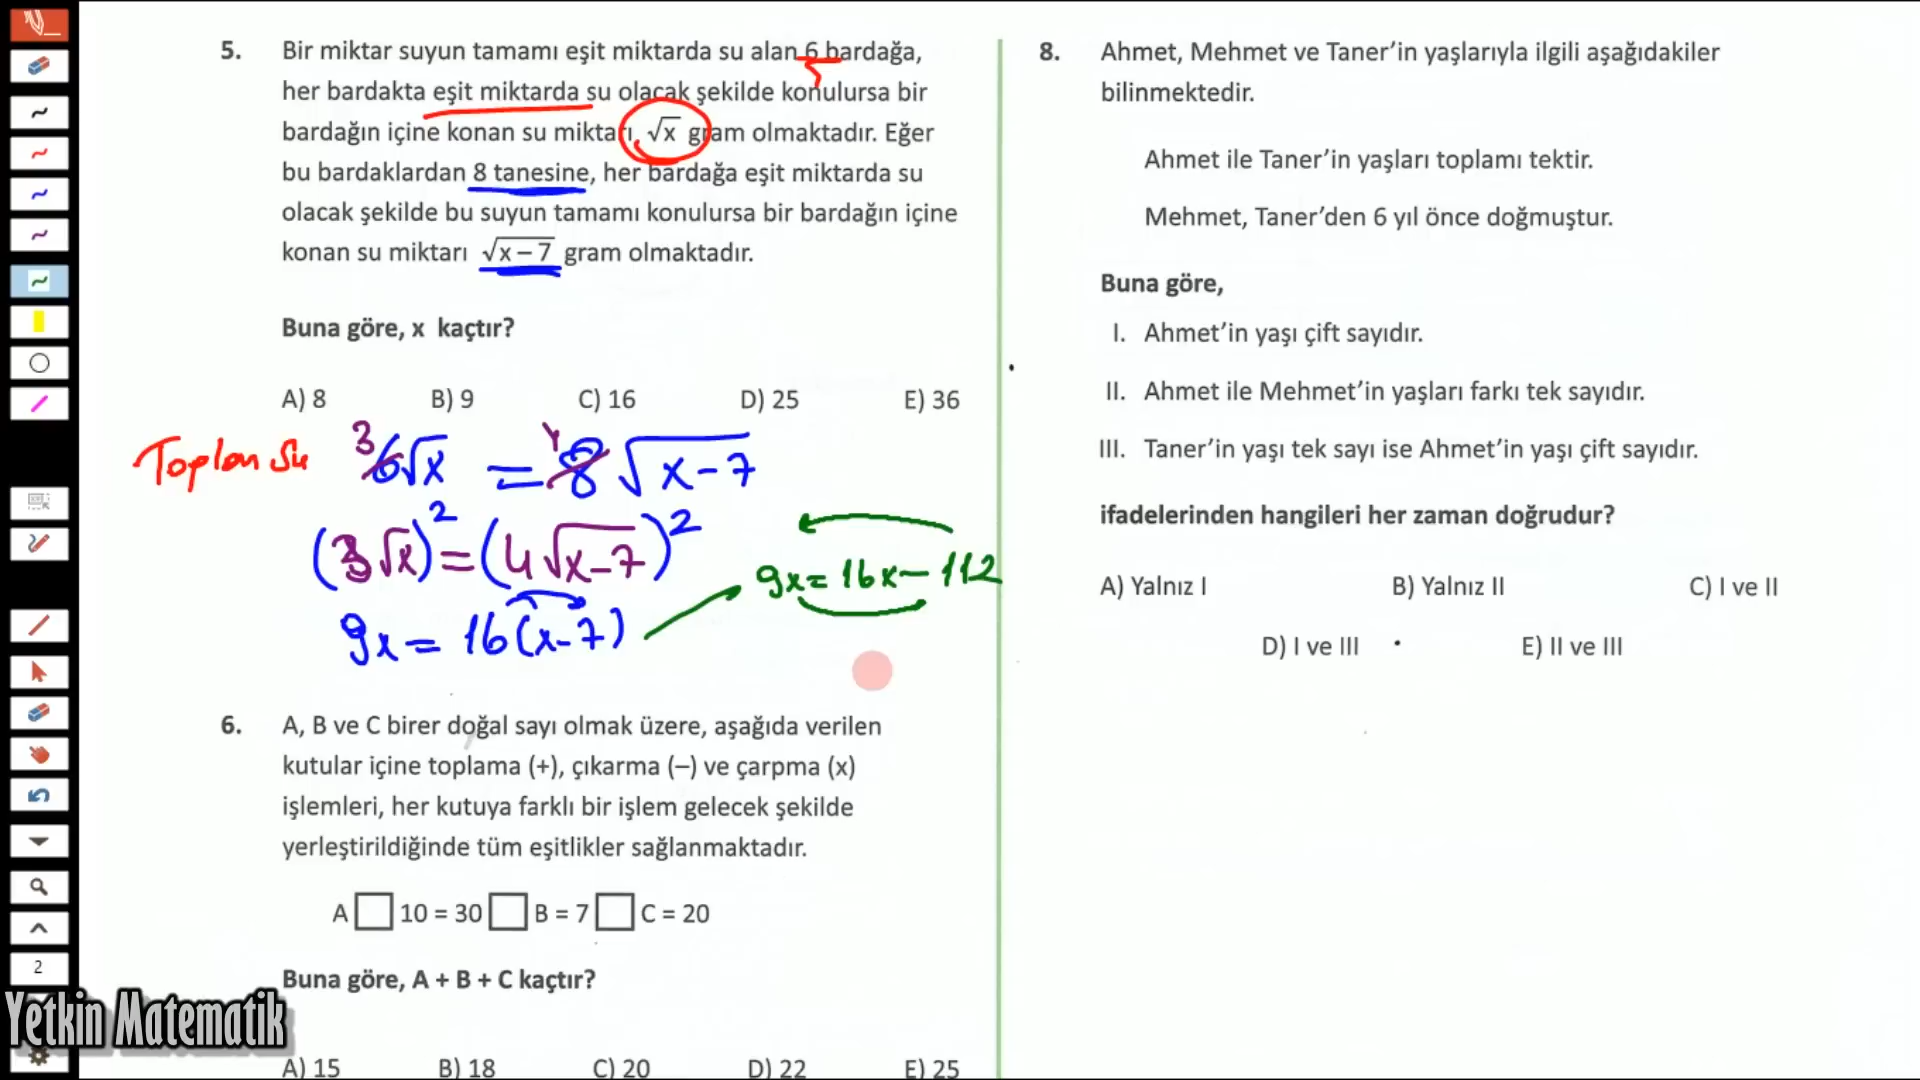 5. Bir miktar suyun tamamı eşit miktarda su alan 6 bardağa,
her bardakta eşit miktarda su olacak şekilde konulursa bir
bardağın içine konan su miktarı √x gram olmaktadır. Eğer
bu bardaklardan 8 tanesine, her bardağa eşit miktarda su
olacak şekilde bu suyun tamamı konulursa bir bardağın içine
konan su miktarı √x – 7 gram olmaktadır.
Buna göre, x kaçtır?
A) 8 B) 9 C) 16 D) 25 E) 36
Toplam Su 3 6√x = 4 8 √x-7
(3√x)² = (4√x-7)²
9x = 16x - 112
9x = 16(x-7)
6. A, B ve C birer doğal sayı olmak üzere, aşağıda verilen
kutular içine toplama (+), çıkarma (–) ve çarpma (x)
işlemleri, her kutuya farklı bir işlem gelecek şekilde
yerleştirildiğinde tüm eşitlikler sağlanmaktadır.
A □ 10 = 30 □ B = 7 □ C = 20
Buna göre, A + B + C kaçtır?
A) 15 B) 18 C) 20 D) 22 E) 25
8. Ahmet, Mehmet ve Taner’in yaşlarıyla ilgili aşağıdakiler
bilinmektedir.
Ahmet ile Taner’in yaşları toplamı tektir.
Mehmet, Taner’den 6 yıl önce doğmuştur.
Buna göre,
I. Ahmet’in yaşı çift sayıdır.
II. Ahmet ile Mehmet’in yaşları farkı tek sayıdır.
III. Taner’in yaşı tek sayı ise Ahmet’in yaşı çift sayıdır.
ifadelerinden hangileri her zaman doğrudur?
A) Yalnız I B) Yalnız II C) I ve II
D) I ve III E) II ve III
2
Yetkin Matematik